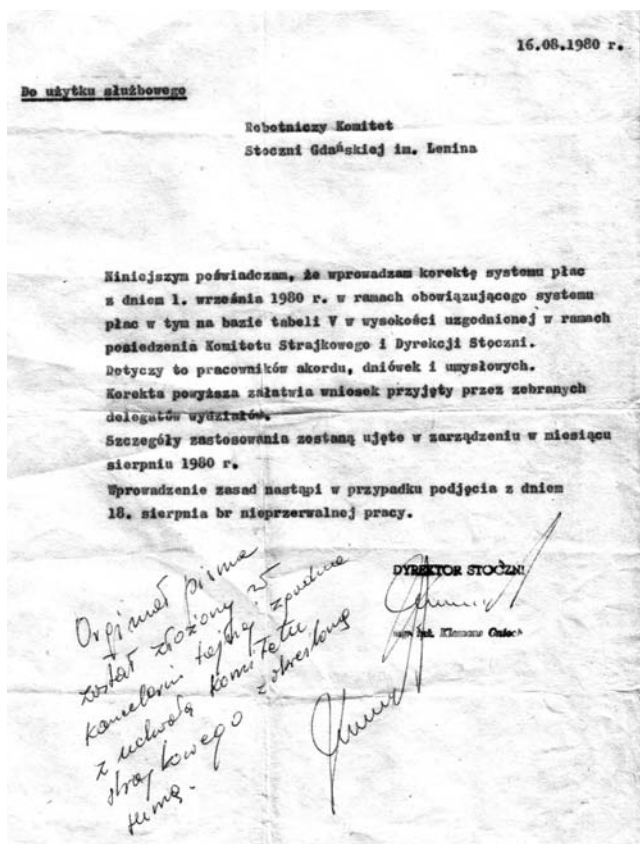 16.08.1980 r.
Do użytku służbowego
Robotniczy Komitet
Stoczni Gdańskiej im. Lenina
Niniejszym poświadczam, że wprowadzam korektę systemu płac
z dniem 1. września 1980 r. w ramach obowiązującego systemu
płac w tym na bazie tabeli V w wysokości uzgodnionej w ramach
posiedzenia Komitetu Strajkowego i Dyrekcji Stoczni.
Dotyczy to pracowników akordu, dniówek i umysłowych.
Korekta powyższa załatwia wniosek przyjęty przez zebranych
delegatów wydziałów.
Szczegóły zastosowania zostaną ujęte w zarządzeniu w miesiącu
sierpniu 1980 r.
Wprowadzenie zasad nastąpi w przypadku podjęcia z dniem
18. sierpnia br nieprzerwalnej pracy.
DYREKTOR STOCZNI
inż. Klemens Gniech
Orginał pisma
został złożony w
kancelarii tajnej zgodnie
z uchwałą komitetu
strajkowego z określoną
sumą.